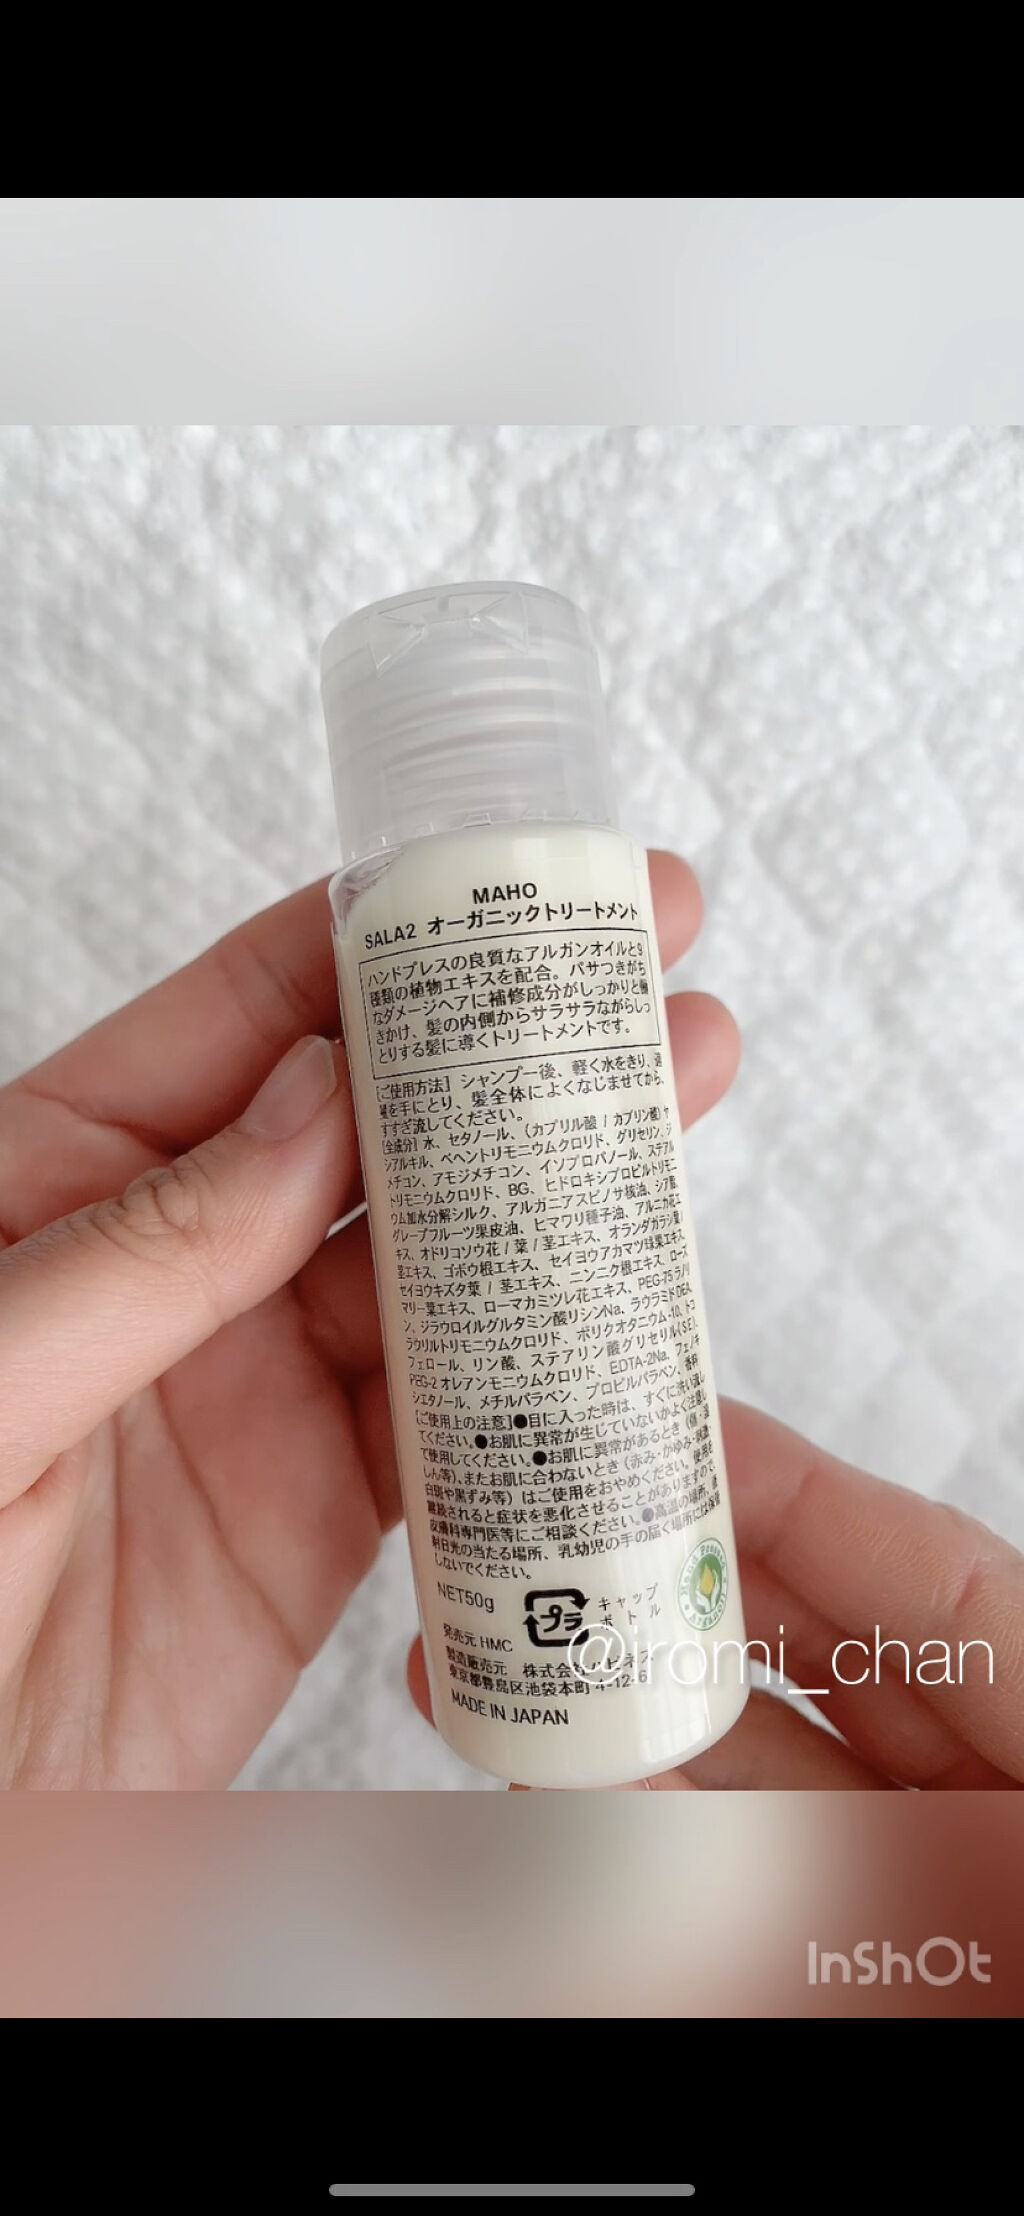 MAHO
SALA2 オーガニックトリートメント
ハンドプレスの良質なアルガンオイルと9
種類の植物エキスを配合。パサつきがち
なダメージヘアに補修成分がしっかりと働
きかけ、髪の内側からサラサラながらしっ
とりする髪に導くトリートメントです。
[ご使用方法] シャンプー後、軽く水をきり、適
量を手にとり、髪全体によくなじませてから、
すすぎ流してください。
[全成分] 水、セタノール、(カプリル酸 / カプリン酸) ヤ
シアルキル、ベヘントリモニウムクロリド、グリセリン、ジ
メチコン、アモジメチコン、イソプロパノール、ステアル
トリモニウムクロリド、BG、ヒドロキシプロピルトリモニ
ウム加水分解シルク、アルガニアスピノサ核油、シア脂、
グレープフルーツ果皮油、ヒマワリ種子油、アルニカ花エ
キス、オドリコソウ花 / 葉 / 茎エキス、オランダガラシ葉 /
茎エキス、ゴボウ根エキス、セイヨウアカマツ球果エキス、
セイヨウキズタ葉 / 茎エキス、ニンニク根エキス、ローズ
マリー葉エキス、ローマカミツレ花エキス、PEG-75 ラノリ
ン、ジラウロイルグルタミン酸リシンNa、ラウラミドDEA、
ラウリルトリモニウムクロリド、ポリクオタニウム-10、トコ
フェロール、リン酸、ステアリン酸グリセリル(SE)、
PEG-2 オレアンモニウムクロリド、EDTA-2Na、フェノキ
シエタノール、メチルパラベン、プロピルパラベン、香料
[ご使用上の注意]●目に入った時は、すぐに洗い流し
てください。●お肌に異常が生じていないかよく注意し
て使用してください。●お肌に異常があるとき (傷・湿
しん等)、またお肌に合わないとき (赤み・かゆみ・刺激・
白斑や黒ずみ等) はご使用をおやめください。使用を
継続されると症状を悪化させることがありますので、
皮膚科専門医等にご相談ください。●高温の場所、直
射日光の当たる場所、乳幼児の手の届く場所には保管
しないでください。
NET50g
プラ
キャップ
ボトル
Hand Pressed
発売元 HMC
製造販売元 株式会社ハピネス
東京都豊島区池袋本町 4-12-6
MADE IN JAPAN
@iromi_chan
InShOt